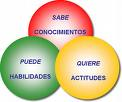 SABE
CONOCIMIENTOS
PUEDE
HABILIDADES
QUIERE
ACTITUDES